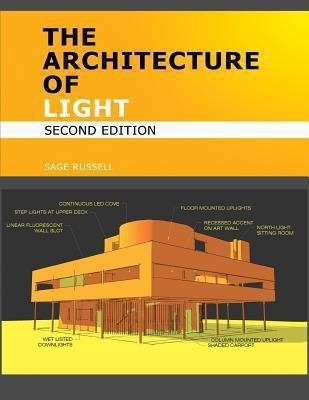 THE
ARCHITECTURE
OF
LIGHT
SECOND EDITION
SAGE RUSSELL
CONTINUOUS LED COVE
STEP LIGHTS AT UPPER DECK
LINEAR FLUORESCENT
WALL SLOT
FLOOR MOUNTED UPLIGHTS
RECESSED ACCENT
ON ART WALL
NORTH LIGHT
SITTING ROOM
WET LISTED
DOWNLIGHTS
COLUMN MOUNTED UPLIGHT
SHADED CARPORT